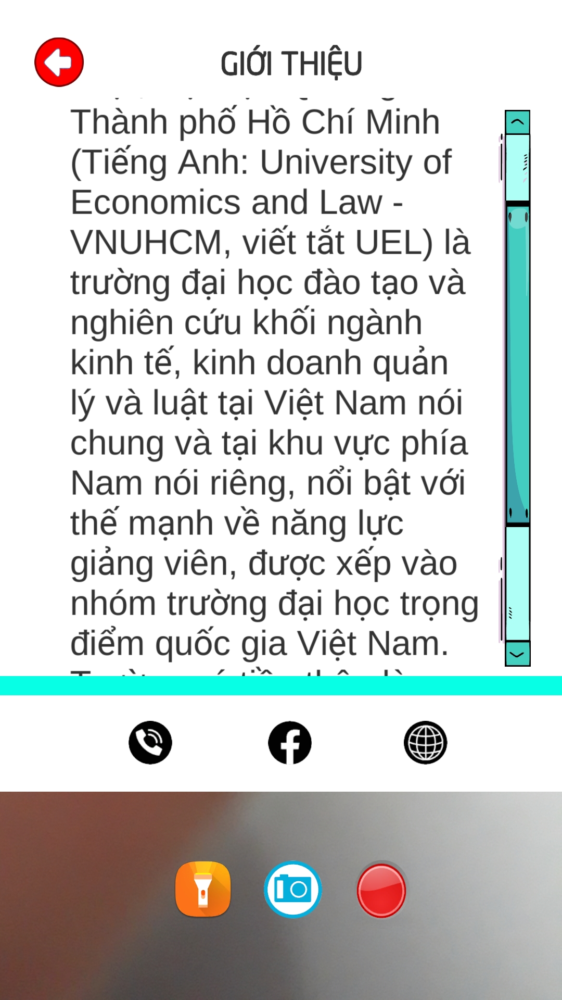 GIỚI THIỆU
Thành phố Hồ Chí Minh
(Tiếng Anh: University of
Economics and Law -
VNUHCM, viết tắt UEL) là
trường đại học đào tạo và
nghiên cứu khối ngành
kinh tế, kinh doanh quản
lý và luật tại Việt Nam nói
chung và tại khu vực phía
Nam nói riêng, nổi bật với
thế mạnh về năng lực
giảng viên, được xếp vào
nhóm trường đại học trọng
điểm quốc gia Việt Nam.